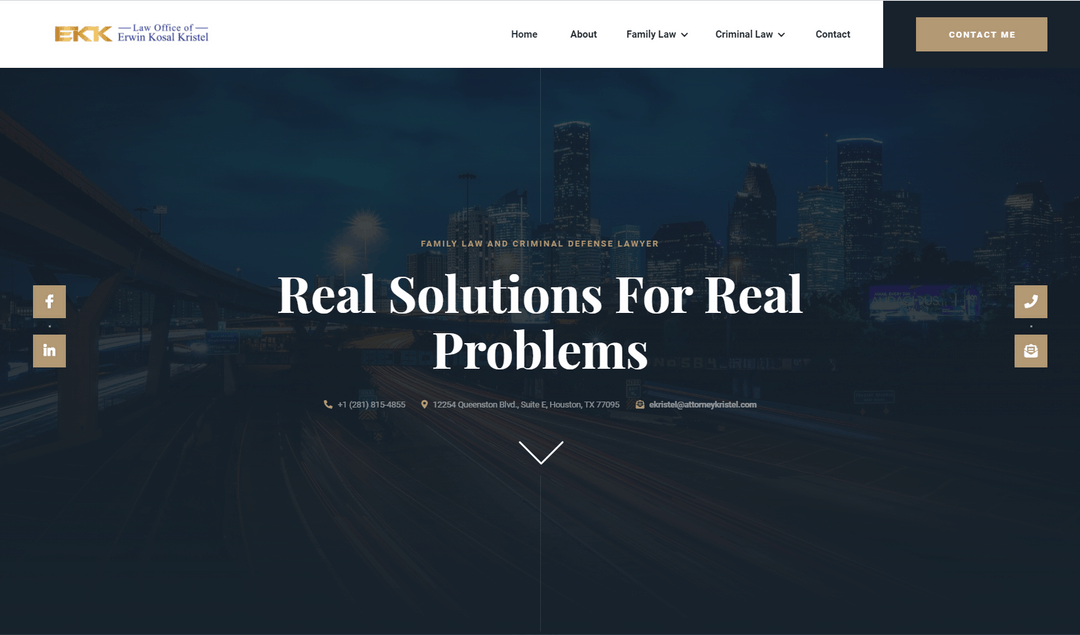 EKK
Law Office of
Erwin Kosal Kristel
Home
About
Family Law
Criminal Law
Contact
CONTACT ME
FAMILY LAW AND CRIMINAL DEFENSE LAWYER
Real Solutions For Real
Problems
+1 (281) 815-4855
12254 Queenston Blvd., Suite E, Houston, TX 77095
ekristel@attorneykristel.com